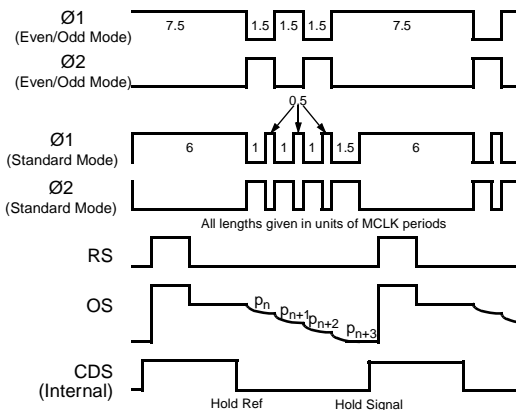 Ø1
(Even/Odd Mode)
7.5 1.5 1.5 1.5 7.5
Ø2
(Even/Odd Mode)
0.5
Ø1
(Standard Mode)
6 1 1 1 1.5 6
Ø2
(Standard Mode)
All lengths given in units of MCLK periods
RS
OS
pn pn+1 pn+2 pn+3
CDS
(Internal)
Hold Ref Hold Signal